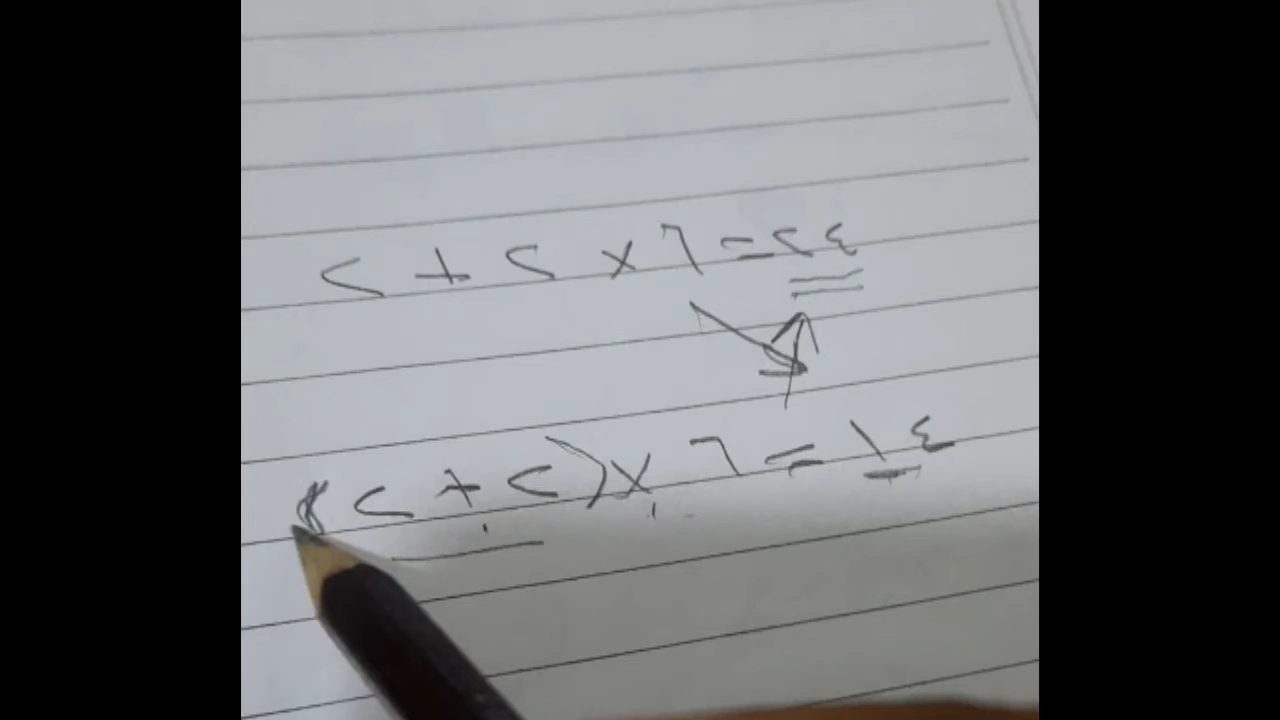 ٢ + ٢ × ٦ = ٢٤
(٢ + ٢) × ٦ = ١٤